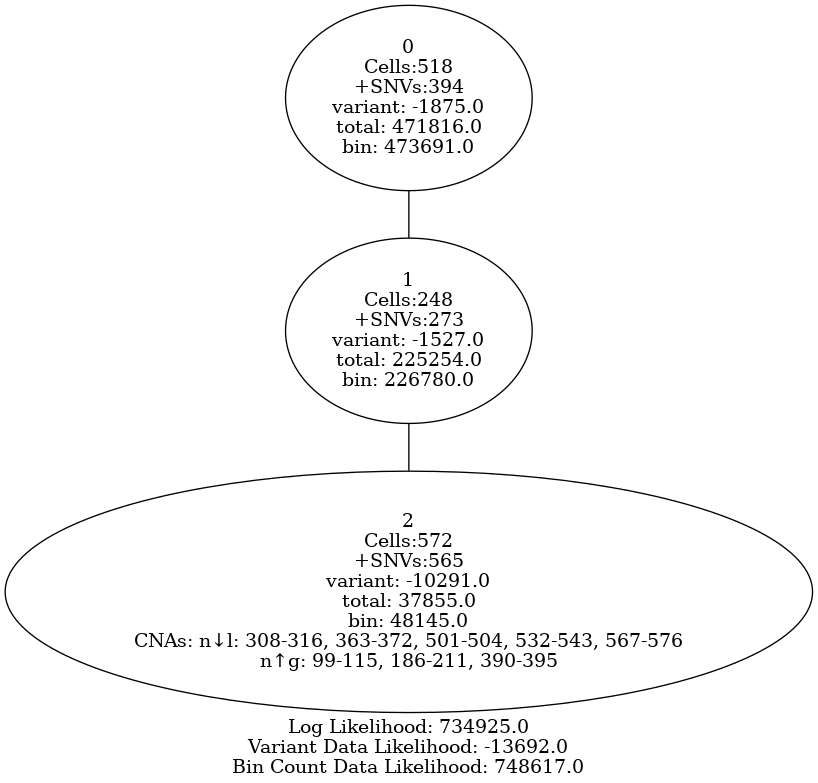 0
Cells:518
+SNVs:394
variant: -1875.0
total: 471816.0
bin: 473691.0
1
Cells:248
+SNVs:273
variant: -1527.0
total: 225254.0
bin: 226780.0
2
Cells:572
+SNVs:565
variant: -10291.0
total: 37855.0
bin: 48145.0
CNAs: n↓l: 308-316, 363-372, 501-504, 532-543, 567-576
n↑g: 99-115, 186-211, 390-395
Log Likelihood: 734925.0
Variant Data Likelihood: -13692.0
Bin Count Data Likelihood: 748617.0